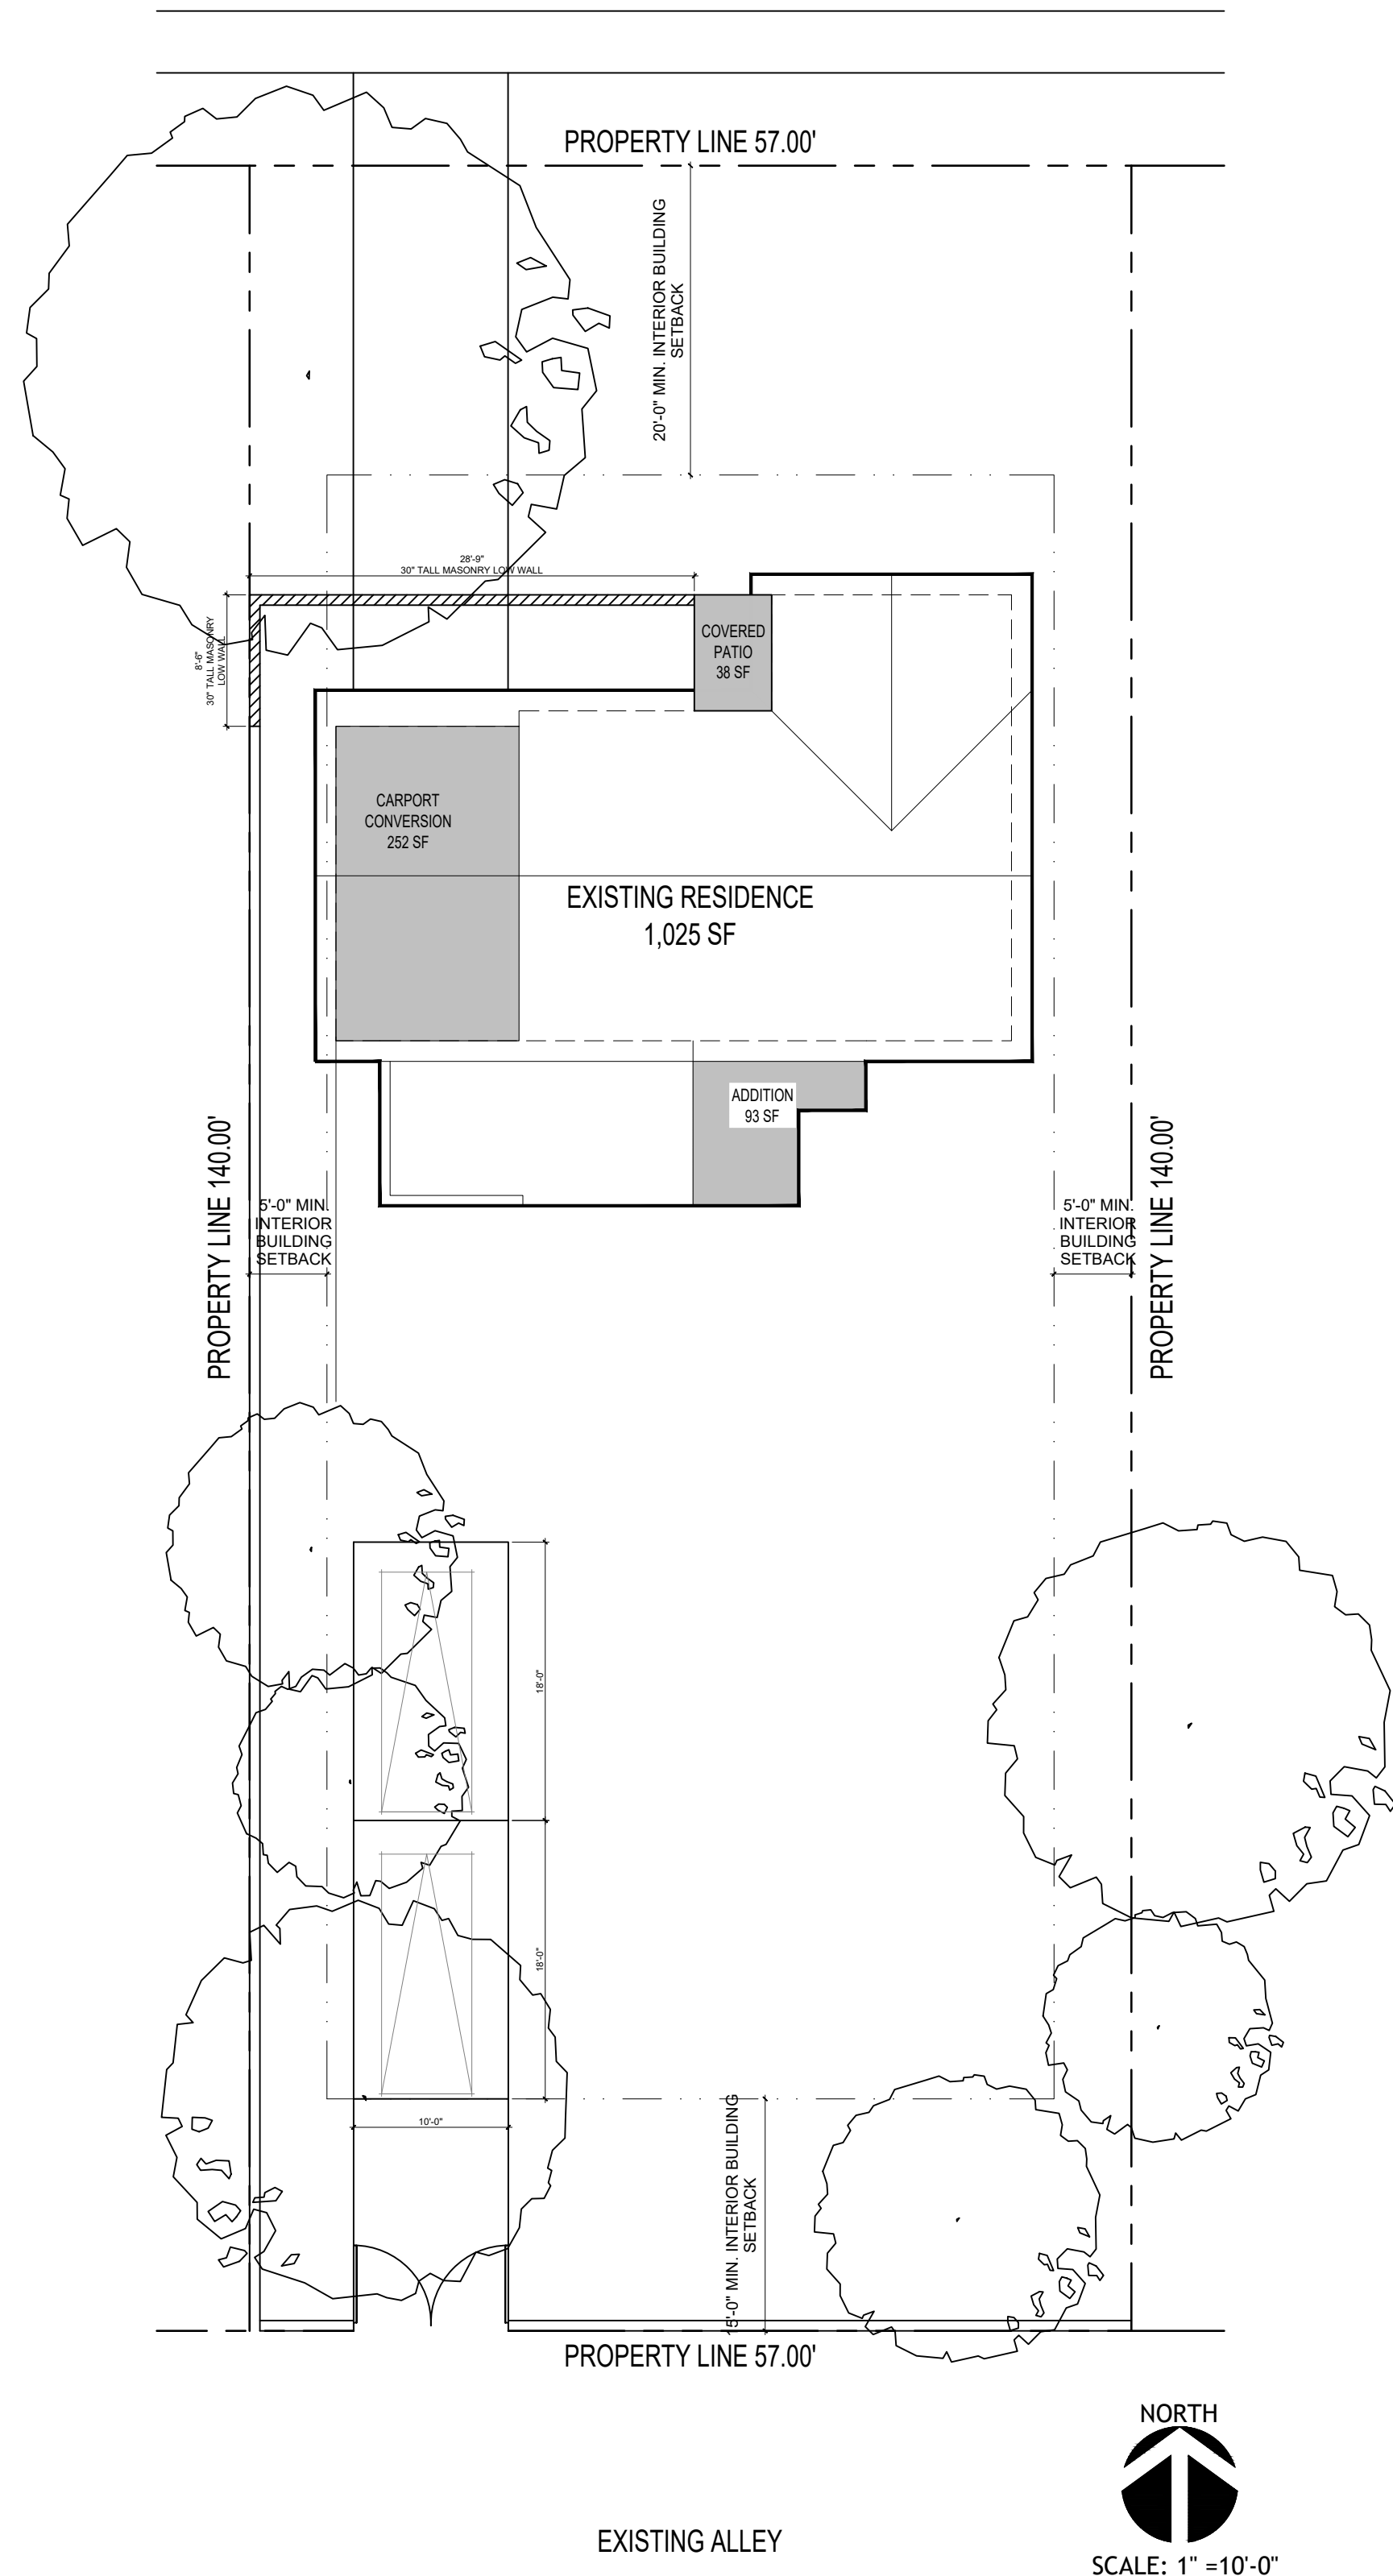 PROPERTY LINE 57.00'
20'-0" MIN. INTERIOR BUILDING
SETBACK
28'-9"
30" TALL MASONRY LOW WALL
8'-6"
30" TALL MASONRY
LOW WALL
COVERED
PATIO
38 SF
CARPORT
CONVERSION
252 SF
EXISTING RESIDENCE
1,025 SF
ADDITION
93 SF
PROPERTY LINE 140.00'
5'-0" MIN.
INTERIOR
BUILDING
SETBACK
5'-0" MIN.
INTERIOR
BUILDING
SETBACK
PROPERTY LINE 140.00'
18'-0"
18'-0"
10'-0"
15'-0" MIN. INTERIOR BUILDING
SETBACK
PROPERTY LINE 57.00'
NORTH
EXISTING ALLEY
SCALE: 1" =10'-0"